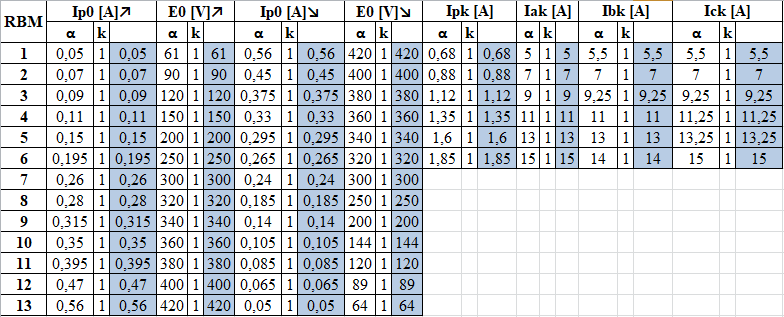 RBM Ip0 [A]↗ E0 [V]↗ Ip0 [A]↘ E0 [V]↘ Ipk [A] Iak [A] Ibk [A] Ick [A]
α k α k α k α k α k α k α k α k
1 0,05 1 0,05 61 1 61 0,56 1 0,56 420 1 420 0,68 1 0,68 5 1 5 5,5 1 5,5 5,5 1 5,5
2 0,07 1 0,07 90 1 90 0,45 1 0,45 400 1 400 0,88 1 0,88 7 1 7 7 1 7 7 1 7
3 0,09 1 0,09 120 1 120 0,375 1 0,375 380 1 380 1,12 1 1,12 9 1 9 9,25 1 9,25 9,25 1 9,25
4 0,11 1 0,11 150 1 150 0,33 1 0,33 360 1 360 1,35 1 1,35 11 1 11 11 1 11 11,25 1 11,25
5 0,15 1 0,15 200 1 200 0,295 1 0,295 340 1 340 1,6 1 1,6 13 1 13 13 1 13 13,25 1 13,25
6 0,195 1 0,195 250 1 250 0,265 1 0,265 320 1 320 1,85 1 1,85 15 1 15 14 1 14 15 1 15
7 0,26 1 0,26 300 1 300 0,24 1 0,24 300 1 300
8 0,28 1 0,28 320 1 320 0,185 1 0,185 250 1 250
9 0,315 1 0,315 340 1 340 0,14 1 0,14 200 1 200
10 0,35 1 0,35 360 1 360 0,105 1 0,105 144 1 144
11 0,395 1 0,395 380 1 380 0,085 1 0,085 120 1 120
12 0,47 1 0,47 400 1 400 0,065 1 0,065 89 1 89
13 0,56 1 0,56 420 1 420 0,05 1 0,05 64 1 64